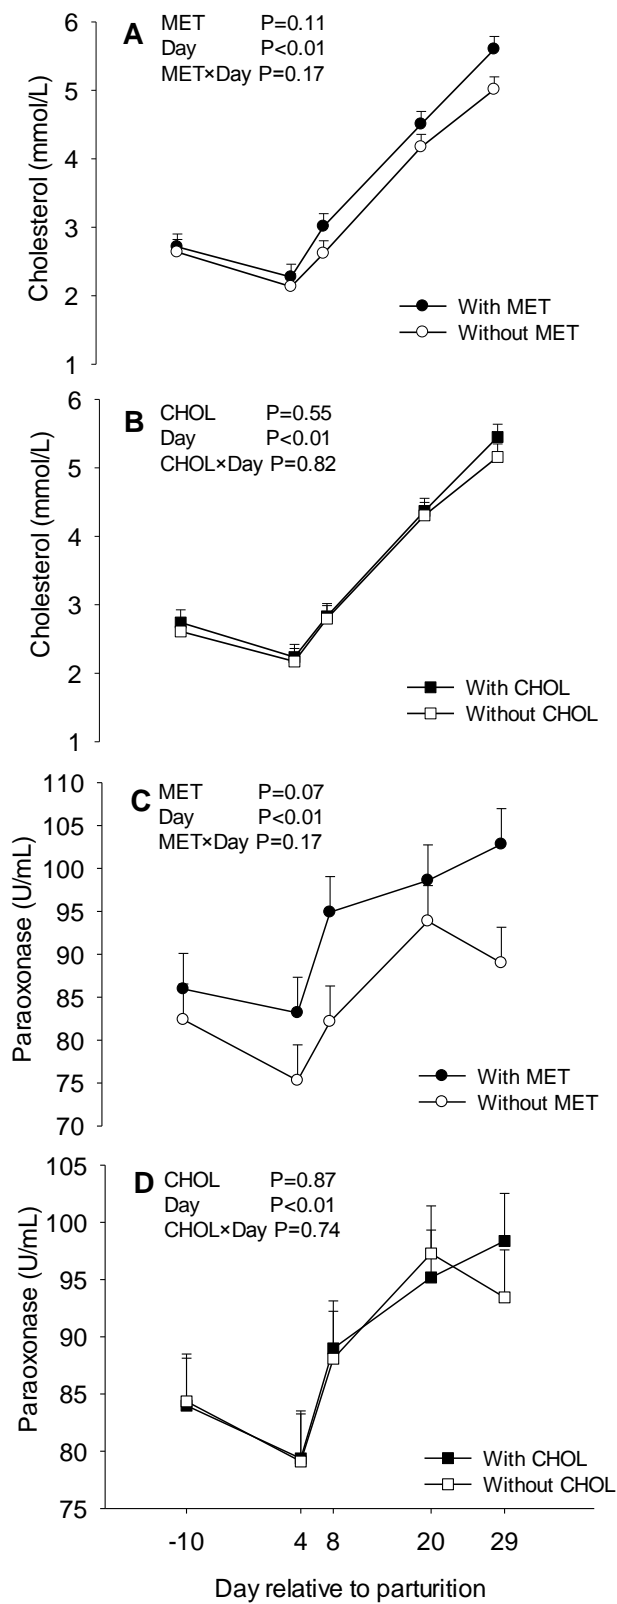 A
MET P=0.11
Day P<0.01
MET×Day P=0.17
Cholesterol (mmol/L)
6
5
4
3
2
1
With MET
Without MET
B
CHOL P=0.55
Day P<0.01
CHOL×Day P=0.82
Cholesterol (mmol/L)
6
5
4
3
2
1
With CHOL
Without CHOL
C
MET P=0.07
Day P<0.01
MET×Day P=0.17
Paraoxonase (U/mL)
110
105
100
95
90
85
80
75
70
With MET
Without MET
D
CHOL P=0.87
Day P<0.01
CHOL×Day P=0.74
Paraoxonase (U/mL)
105
100
95
90
85
80
75
With CHOL
Without CHOL
-10 4 8 20 29
Day relative to parturition